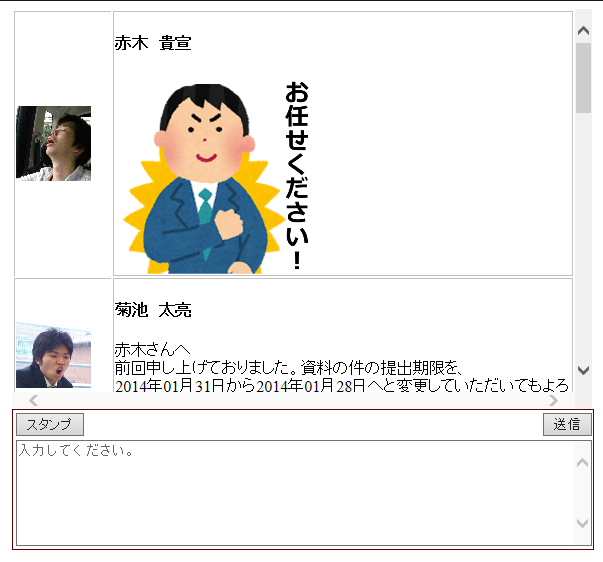 赤木 貴宣
お任せください！
菊池 太亮
赤木さんへ
前回申し上げておりました。資料の件の提出期限を、
2014年01月31日から2014年01月28日へと変更していただいてもよろ
スタンプ
送信
入力してください。